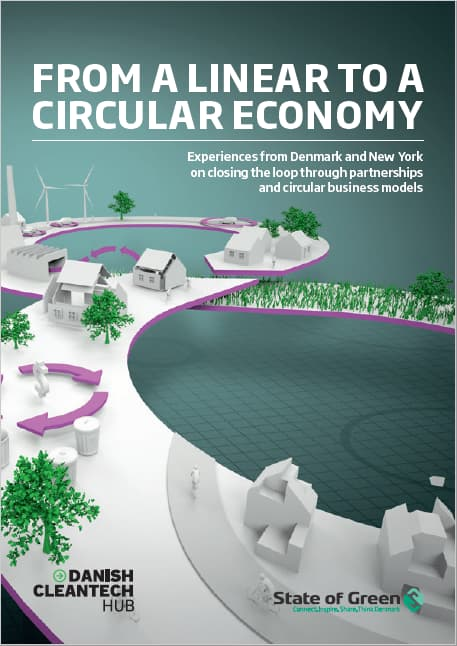 FROM A LINEAR TO A
CIRCULAR ECONOMY
Experiences from Denmark and New York
on closing the loop through partnerships
and circular business models
DANISH
CLEANTECH
HUB
State of Green
Connect, Inspire, Share, Think Denmark